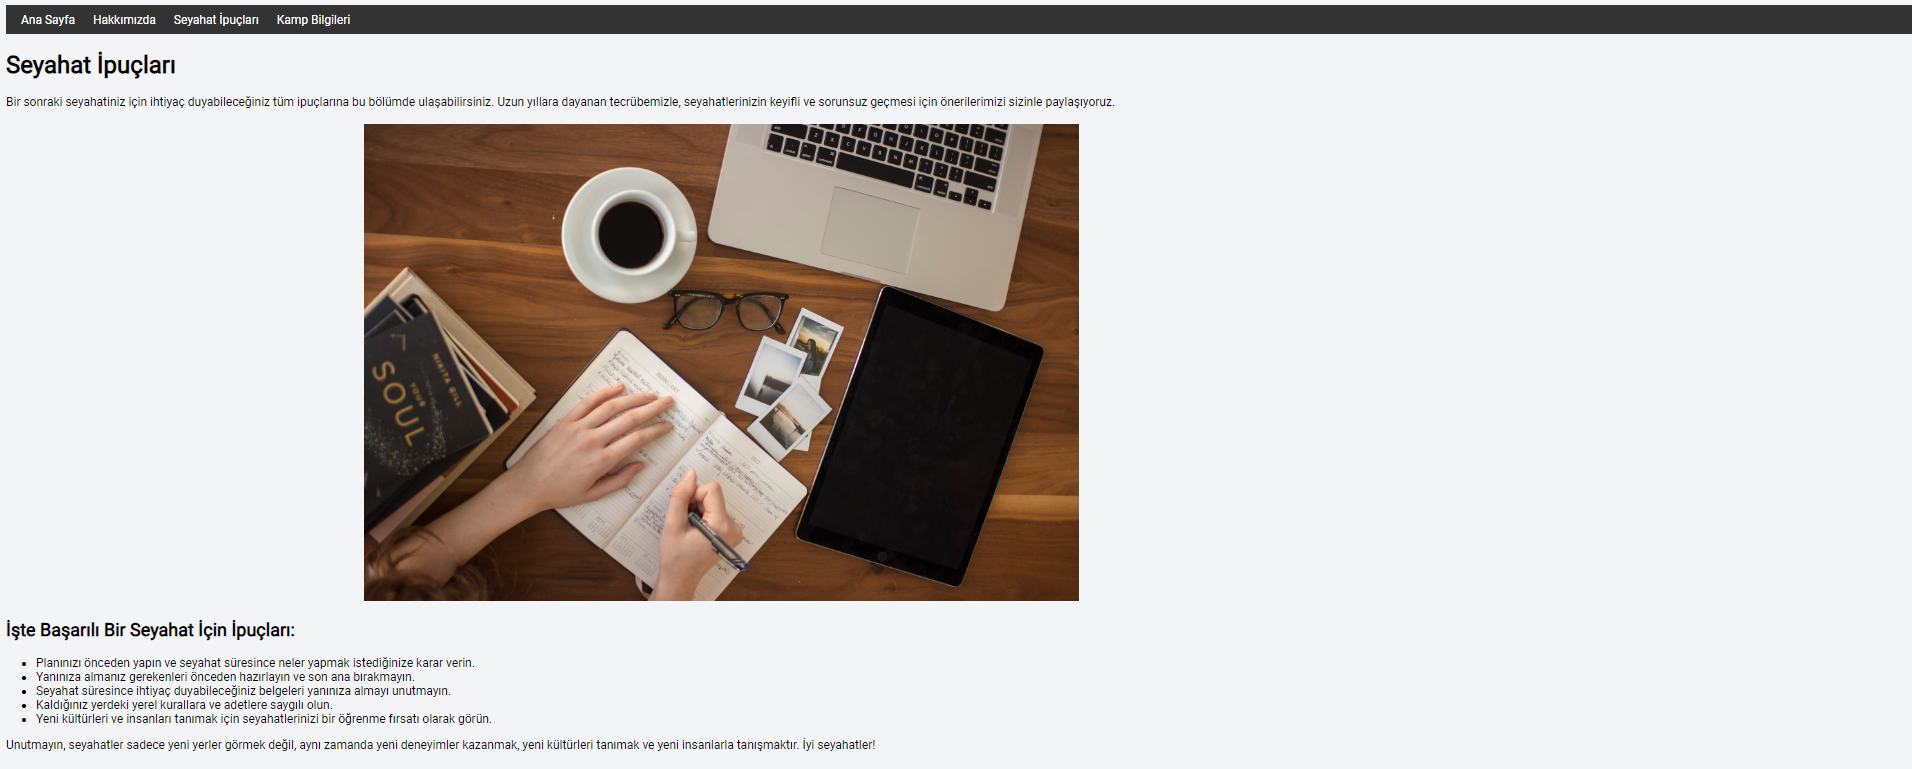 Ana Sayfa Hakkımızda Seyahat İpuçları Kamp Bilgileri
Seyahat İpuçları
Bir sonraki seyahatiniz için ihtiyaç duyabileceğiniz tüm ipuçlarına bu bölümde ulaşabilirsiniz. Uzun yıllara dayanan tecrübemizle, seyahatlerinizin keyifli ve sorunsuz geçmesi için önerilerimizi sizinle paylaşıyoruz.
YOUR
SOUL
NIKITA GILL
İşte Başarılı Bir Seyahat İçin İpuçları:
Planınızı önceden yapın ve seyahat süresince neler yapmak istediğinize karar verin.
Yanınıza almanız gerekenleri önceden hazırlayın ve son ana bırakmayın.
Seyahat süresince ihtiyaç duyabileceğiniz belgeleri yanınıza almayı unutmayın.
Kaldığınız yerdeki yerel kurallara ve adetlere saygılı olun.
Yeni kültürleri ve insanları tanımak için seyahatlerinizi bir öğrenme fırsatı olarak görün.
Unutmayın, seyahatler sadece yeni yerler görmek değil, aynı zamanda yeni deneyimler kazanmak, yeni kültürleri tanımak ve yeni insanlarla tanışmaktır. İyi seyahatler!